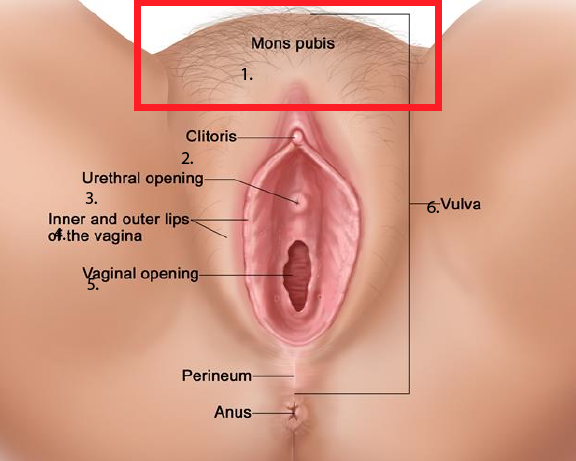 Mons pubis
1.
Clitoris
2.
Urethral opening
3.
Inner and outer lips
of the vagina
4.
Vaginal opening
5.
6. Vulva
Perineum
Anus